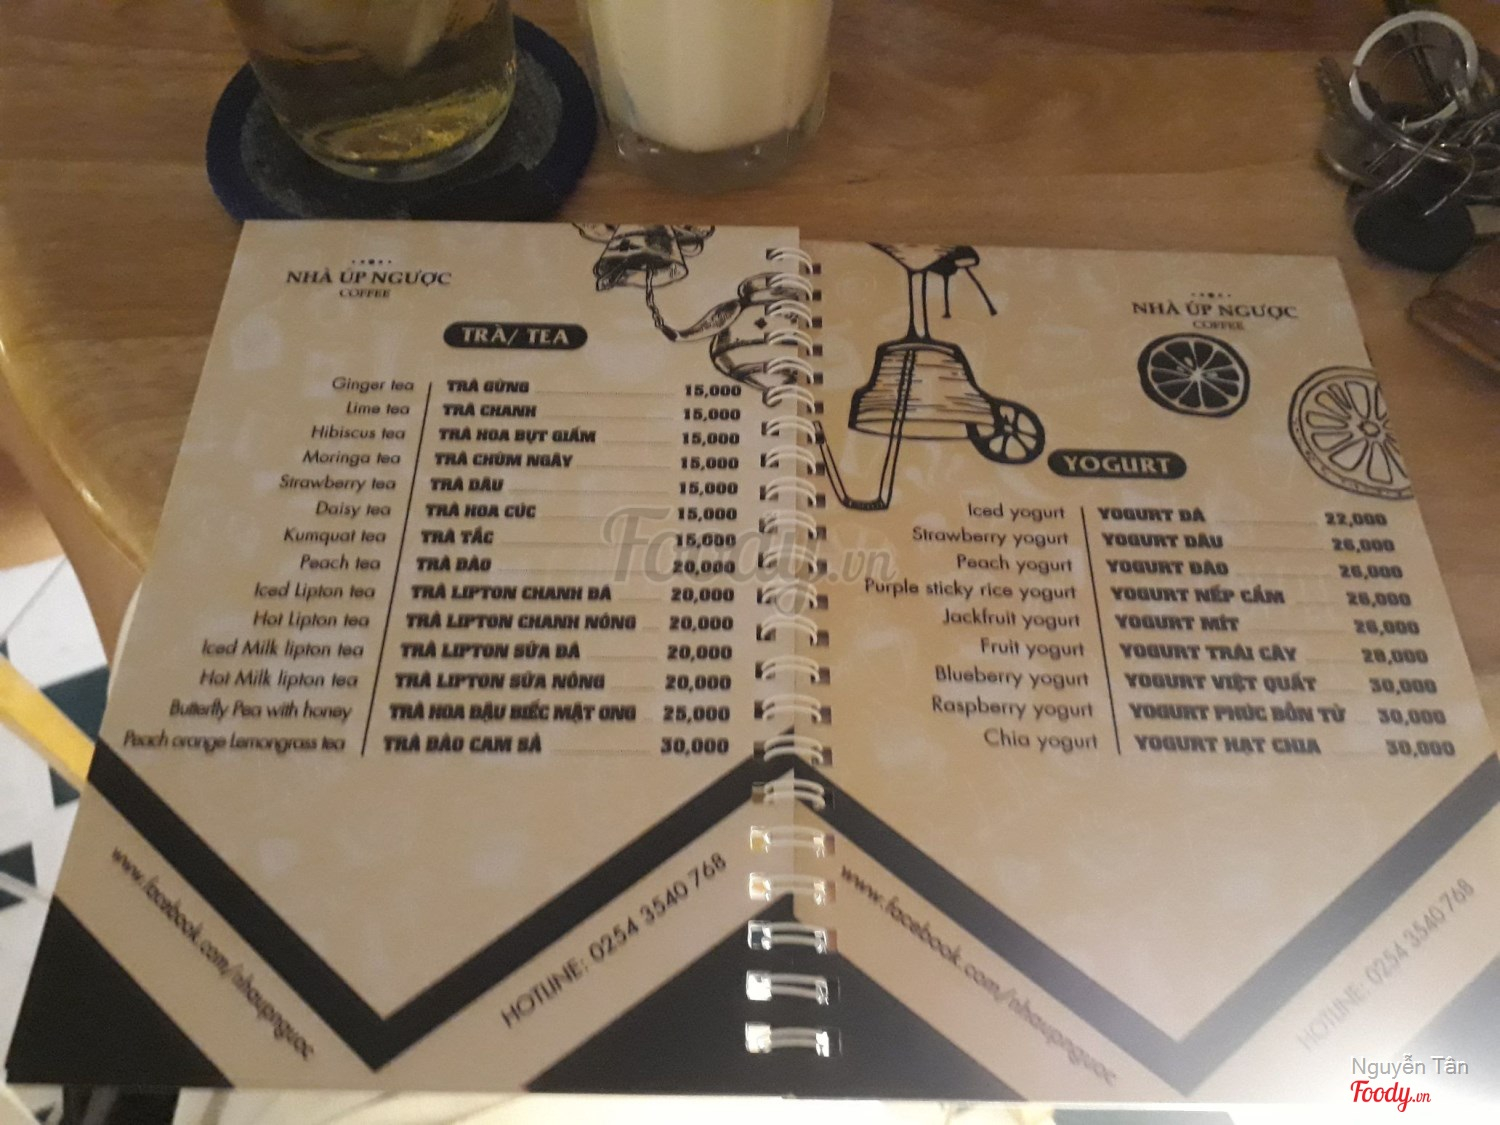 NHÀ ÚP NGƯỢC
COFFEE
TRÀ/ TEA
Ginger tea TRÀ GỪNG 15,000
Lime tea TRÀ CHANH 15,000
Hibiscus tea TRÀ HOA BỤT GIẤM 15,000
Moringa tea TRÀ CHÙM NGÂY 15,000
Strawberry tea TRÀ DÂU 15,000
Daisy tea TRÀ HOA CÚC 15,000
Kumquat tea TRÀ TẮC 15,000
Peach tea TRÀ ĐÀO 20,000
Iced Lipton tea TRÀ LIPTON CHANH ĐÁ 20,000
Hot Lipton tea TRÀ LIPTON CHANH NÓNG 20,000
Iced Milk lipton tea TRÀ LIPTON SỮA ĐÁ 20,000
Hot Milk lipton tea TRÀ LIPTON SỮA NÓNG 20,000
Butterfly Pea with honey TRÀ HOA ĐẬU BIẾC MẬT ONG 25,000
Peach orange Lemongrass tea TRÀ ĐÀO CAM SẢ 30,000
www.facebook.com/nhaupnguoc
HOTLINE: 0254 3540 768
NHÀ ÚP NGƯỢC
COFFEE
YOGURT
Iced yogurt YOGURT ĐÁ 22,000
Strawberry yogurt YOGURT DÂU 26,000
Peach yogurt YOGURT ĐÀO 26,000
Purple sticky rice yogurt YOGURT NẾP CẨM 26,000
Jackfruit yogurt YOGURT MÍT 26,000
Fruit yogurt YOGURT TRÁI CÂY 28,000
Blueberry yogurt YOGURT VIỆT QUẤT 30,000
Raspberry yogurt YOGURT PHÚC BỒN TỬ 30,000
Chia yogurt YOGURT HẠT CHIA 30,000
www.facebook.com/nhaupnguoc
HOTLINE: 0254 3540 768
Foody.vn
Nguyễn Tân
Foody.vn